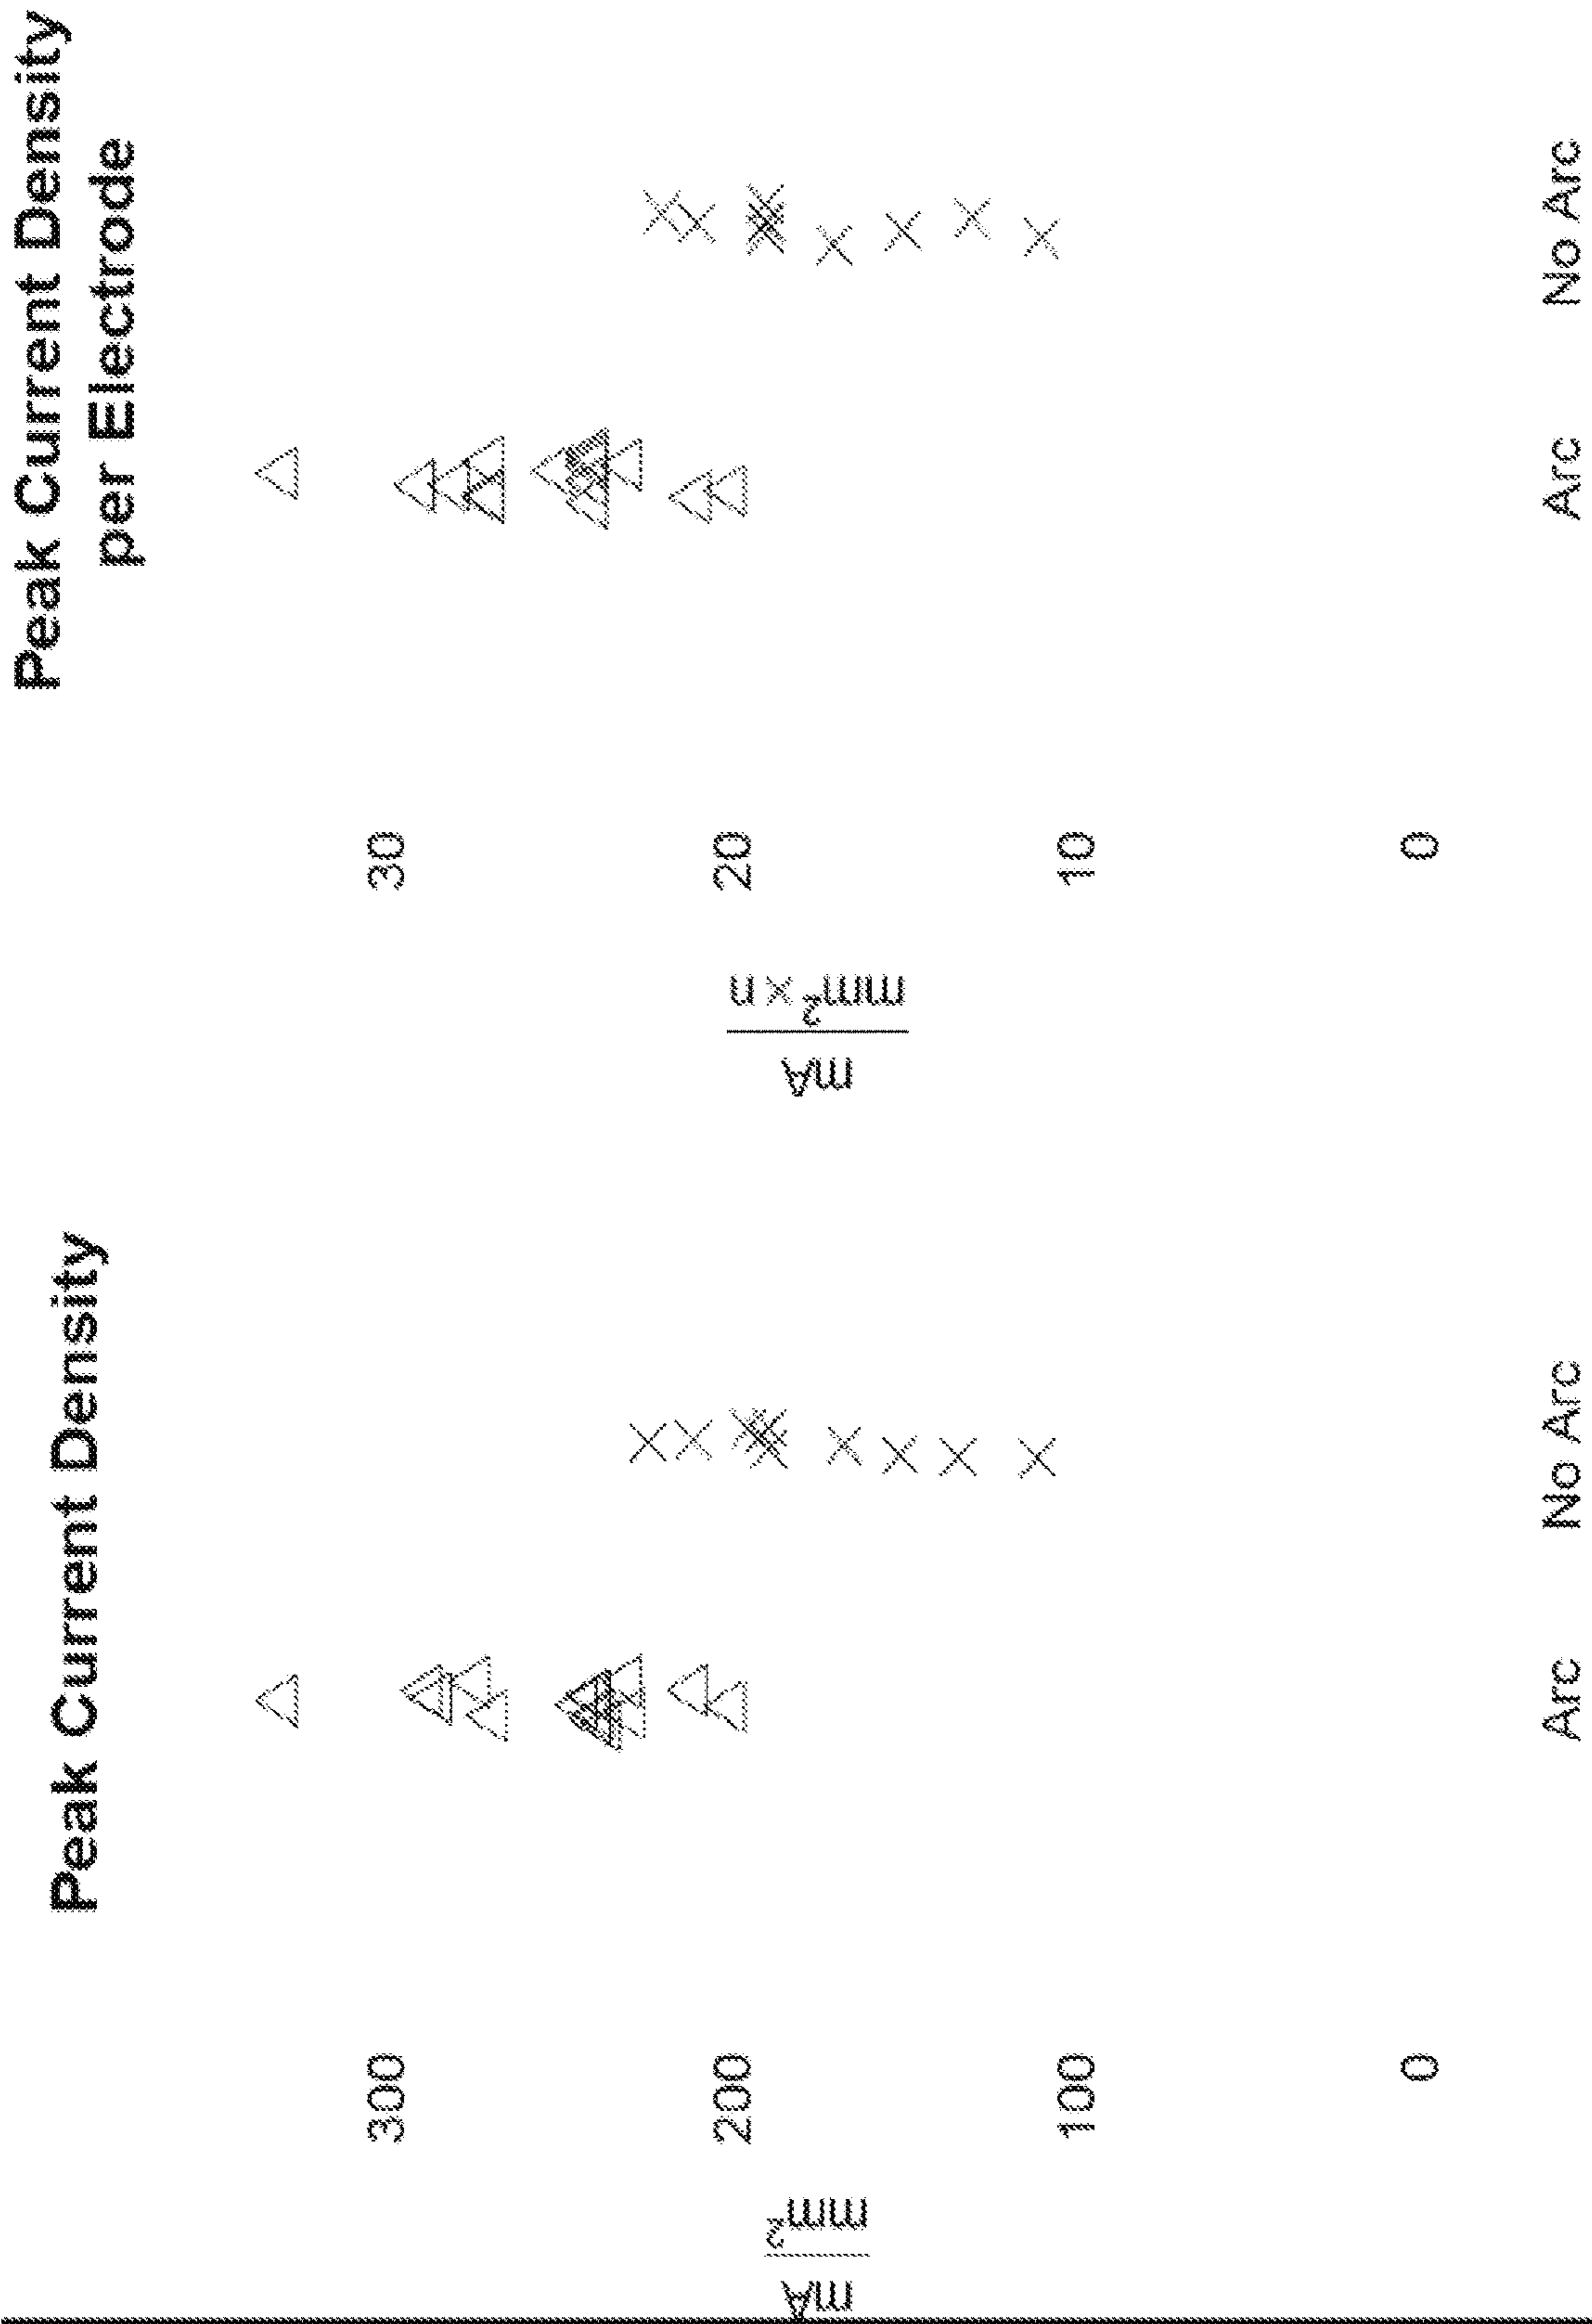 Peak Current Density
mA
mm²
300
200
100
0
Arc
No Arc
Peak Current Density
per Electrode
mA
mm² × n
30
20
10
0
Arc
No Arc